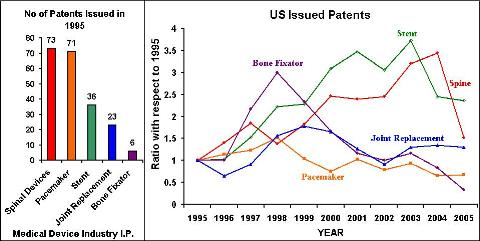 No of Patents Issued in
1995
80
70
60
50
40
30
20
10
0
73
71
36
23
6
Spinal Devices
Pacemaker
Stent
Joint Replacement
Bone Fixator
Medical Device Industry I.P.
US Issued Patents
Ratio with respect to 1995
4
3.5
3
2.5
2
1.5
1
0.5
0
Stent
Bone Fixator
Spine
Joint Replacement
Pacemaker
1995 1996 1997 1998 1999 2000 2001 2002 2003 2004 2005
YEAR